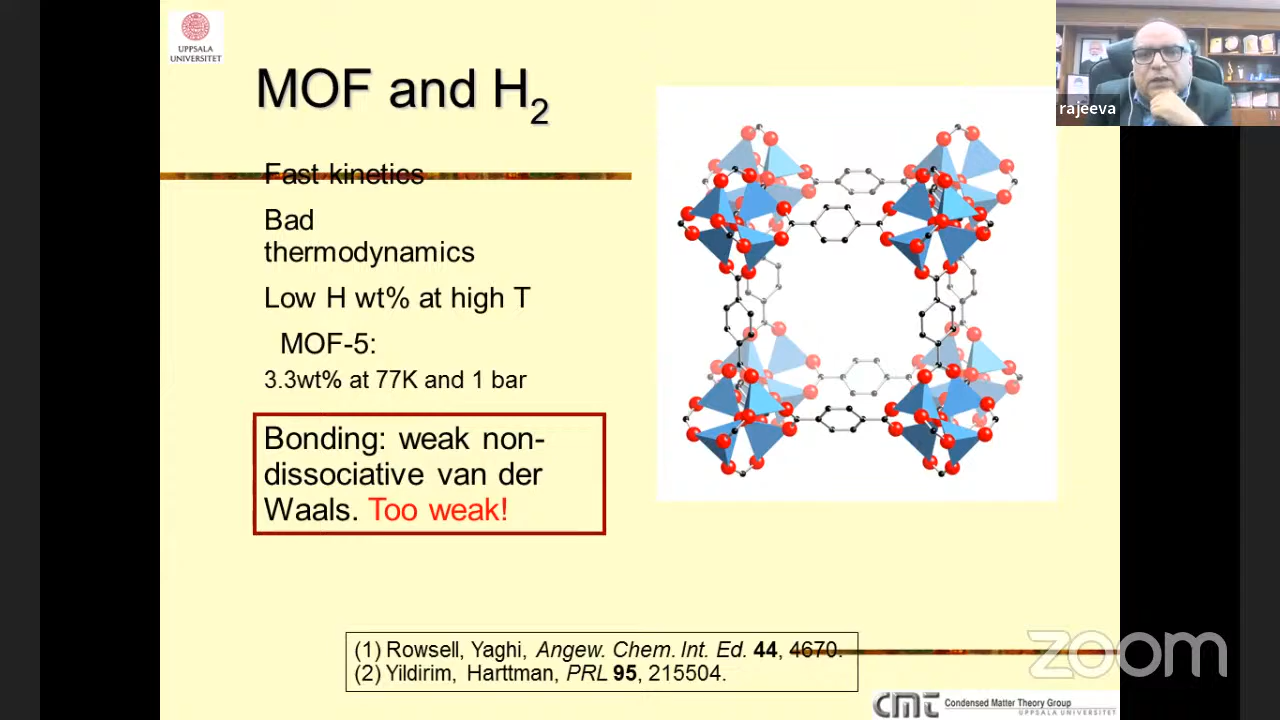 UPPSALA
UNIVERSITET
MOF and H2
rajeeva
Fast kinetics
Bad
thermodynamics
Low H wt% at high T
MOF-5:
3.3wt% at 77K and 1 bar
Bonding: weak non-
dissociative van der
Waals. Too weak!
(1) Rowsell, Yaghi, Angew. Chem. Int. Ed. 44, 4670.
(2) Yildirim, Harttman, PRL 95, 215504.
zoom
CMT Condensed Matter Theory Group
UPPSALA UNIVERSITET